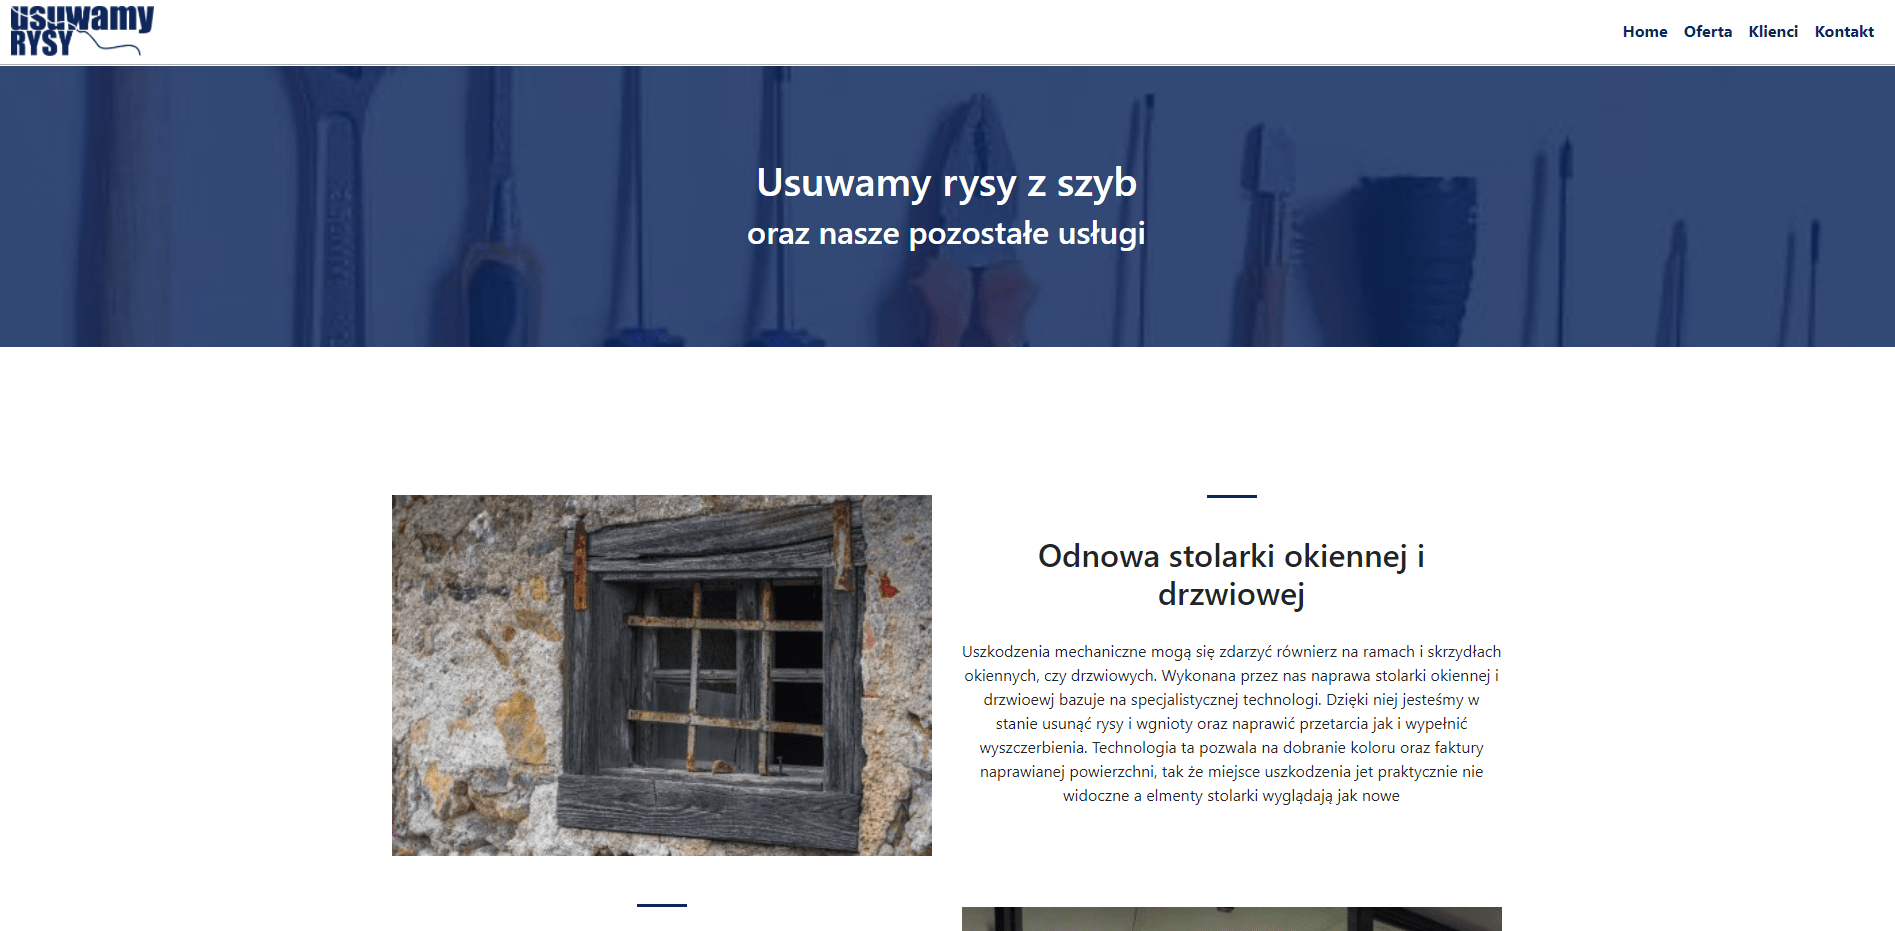 usuwamy
RYSY
Home Oferta Klienci Kontakt
Usuwamy rysy z szyb
oraz nasze pozostałe usługi
Odnowa stolarki okiennej i
drzwiowej
Uszkodzenia mechaniczne mogą się zdarzyć równierz na ramach i skrzydłach
okiennych, czy drzwiowych. Wykonana przez nas naprawa stolarki okiennej i
drzwioewj bazuje na specjalistycznej technologi. Dzięki niej jesteśmy w
stanie usunąć rysy i wgnioty oraz naprawić przetarcia jak i wypełnić
wyszczerbienia. Technologia ta pozwala na dobranie koloru oraz faktury
naprawianej powierzchni, tak że miejsce uszkodzenia jet praktycznie nie
widoczne a elmenty stolarki wyglądają jak nowe